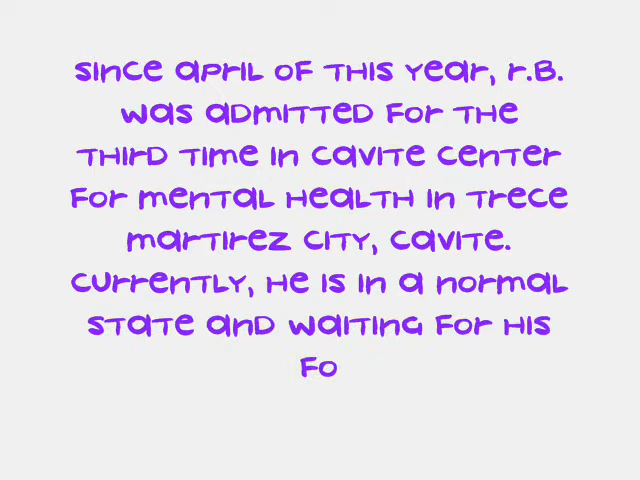 since april of this year, r.b.
was admitted for the
third time in cavite center
for mental health in trece
martirez city, cavite.
currently, he is in a normal
state and waiting for his
fo